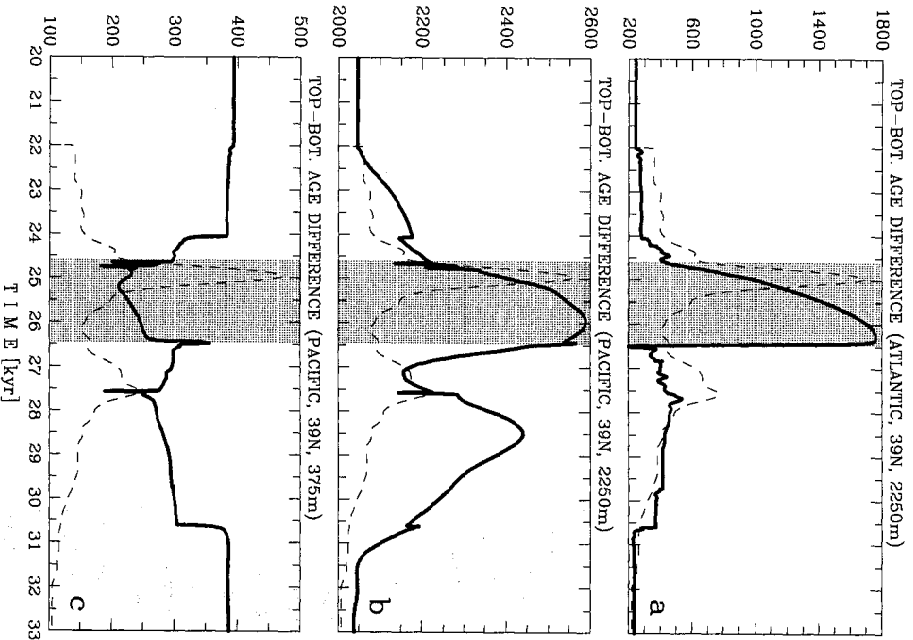 TOP-BOT. AGE DIFFERENCE (ATLANTIC, 39N, 2250m)
1800
1400
1000
600
200
a
TOP-BOT. AGE DIFFERENCE (PACIFIC, 39N, 2250m)
2600
2400
2200
2000
b
TOP-BOT. AGE DIFFERENCE (PACIFIC, 39N, 375m)
500
400
300
200
100
c
20 21 22 23 24 25 26 27 28 29 30 31 32 33
TIME [kyr]